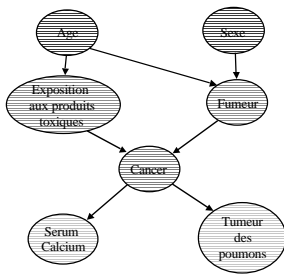 Age
Sexe
Exposition
aux produits
toxiques
Fumeur
Cancer
Serum
Calcium
Tumeur
des
poumons